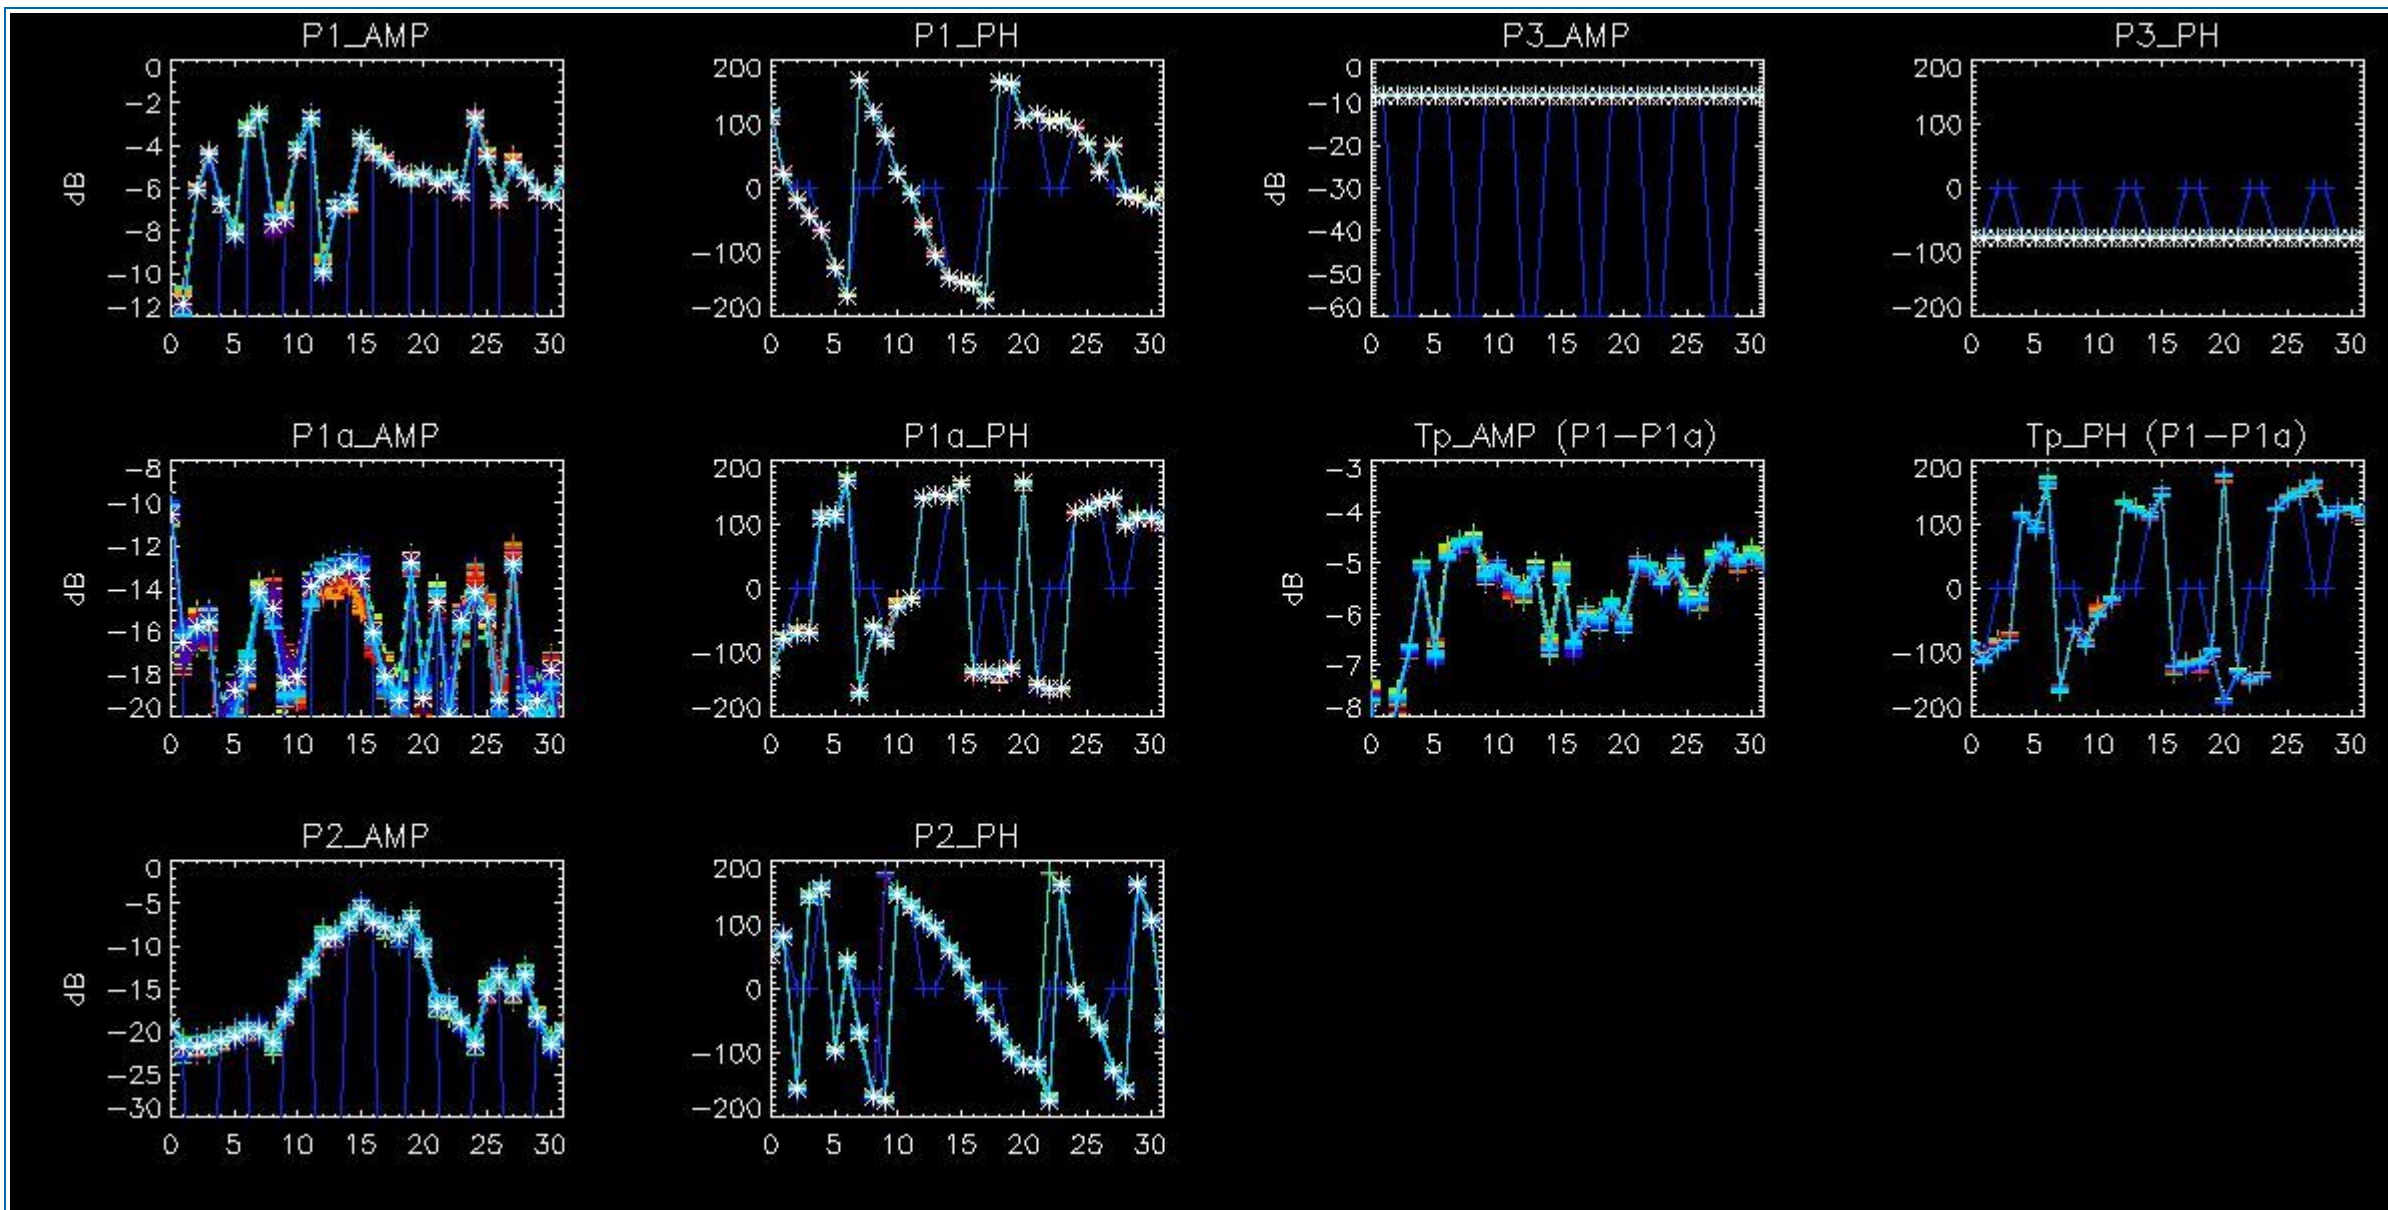 P1_AMP P1_PH P3_AMP P3_PH
0 200 0 200
-2 100 -10 100
-4 0 -20 0
-6 -100 -30 -100
-8 -200 -40 -200
-10 -50
-12 -60
dB dB
0 5 10 15 20 25 30 0 5 10 15 20 25 30 0 5 10 15 20 25 30 0 5 10 15 20 25 30
P1a_AMP P1a_PH Tp_AMP (P1-P1a) Tp_PH (P1-P1a)
-8 200 -3 200
-10 100 -4 100
-12 0 -5 0
-14 -100 -6 -100
-16 -200 -7 -200
-18 -8
-20
dB dB
0 5 10 15 20 25 30 0 5 10 15 20 25 30 0 5 10 15 20 25 30 0 5 10 15 20 25 30
P2_AMP P2_PH
0 200
-5 100
-10 0
-15 -100
-20 -200
-25
-30
dB
0 5 10 15 20 25 30 0 5 10 15 20 25 30